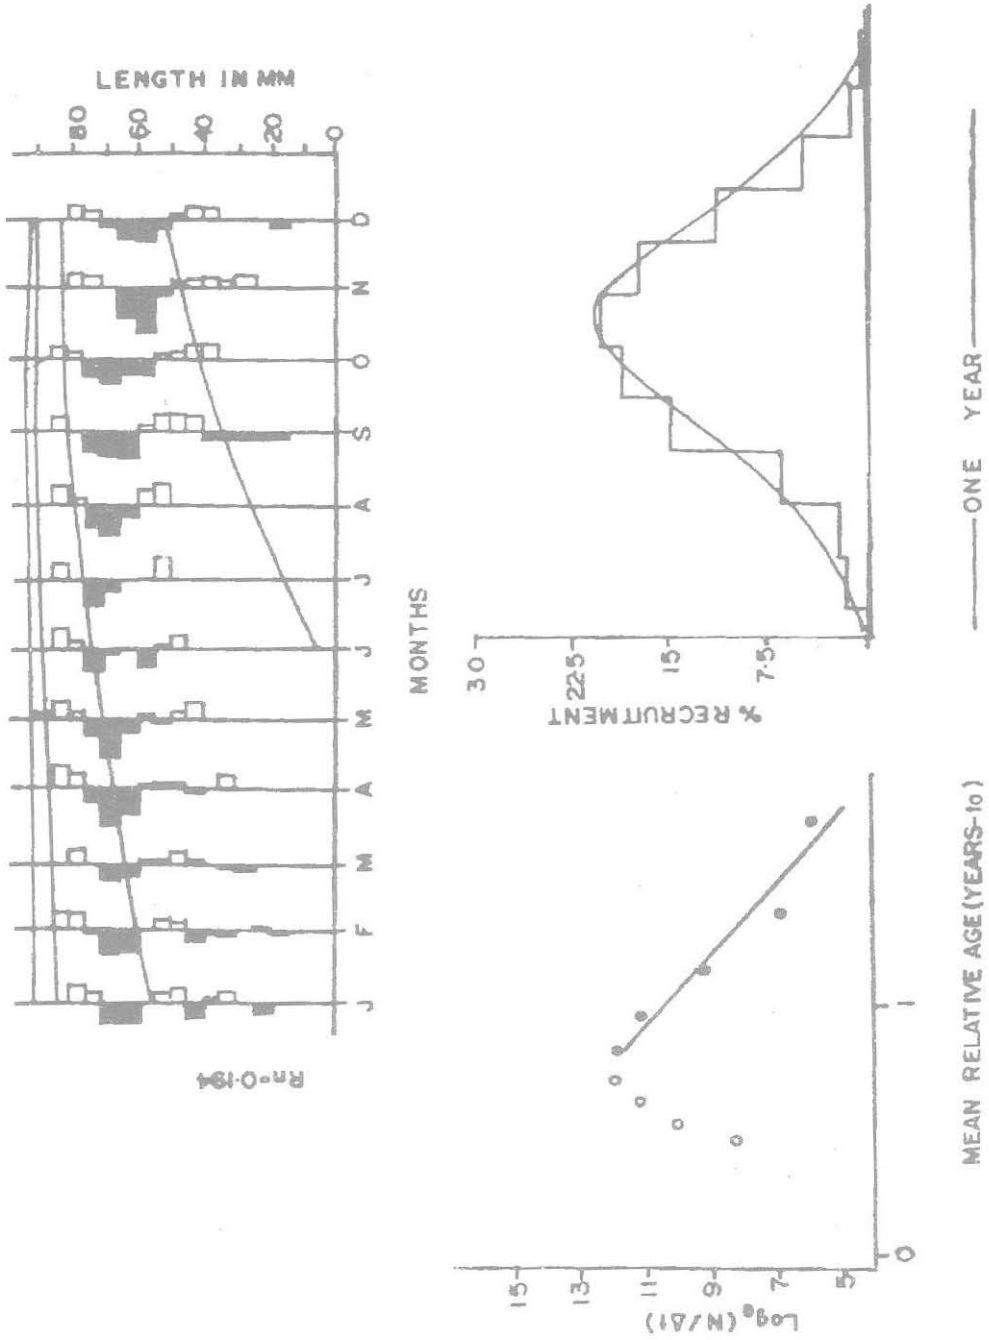 LENGTH IN MM
80
60
40
20
0
J
F
M
A
M
J
J
A
S
O
N
D
MONTHS
Rn=0.194
% RECRUITMENT
30
22.5
15
7.5
ONE YEAR
Logₑ(N/Δt)
15
13
11
9
7
5
0
1
MEAN RELATIVE AGE (YEARS-to)